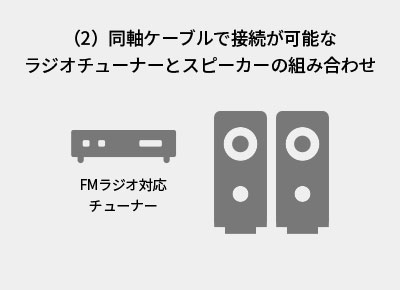 （2）同軸ケーブルで接続が可能な
ラジオチューナーとスピーカーの組み合わせ
FMラジオ対応
チューナー